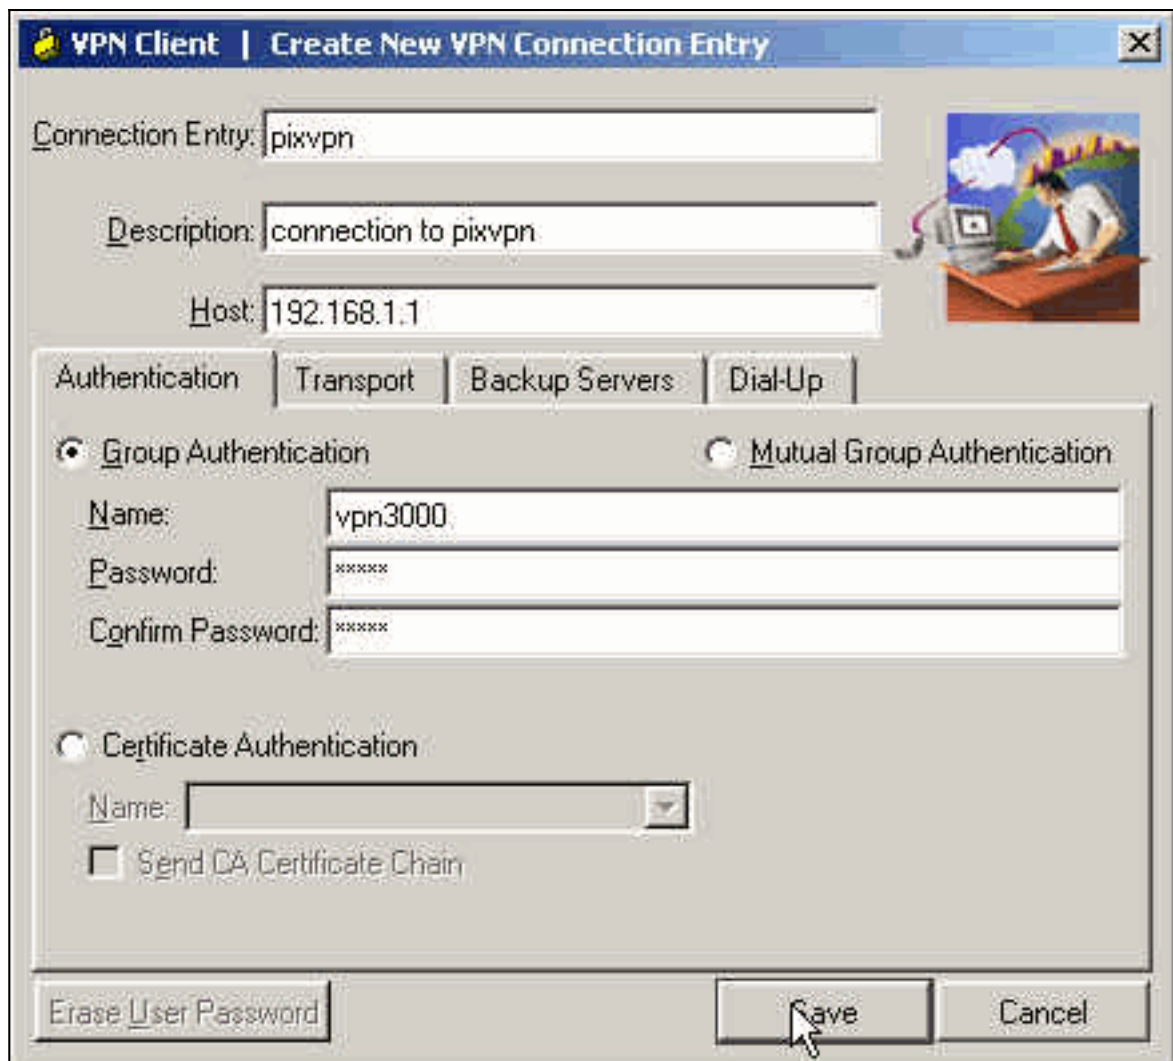 VPN Client | Create New VPN Connection Entry
Connection Entry: pixvpn
Description: connection to pixvpn
Host: 192.168.1.1
Authentication Transport Backup Servers Dial-Up
Group Authentication Mutual Group Authentication
Name: vpn3000
Password: *****
Confirm Password: *****
Certificate Authentication
Name:
Send CA Certificate Chain
Erase User Password Save Cancel